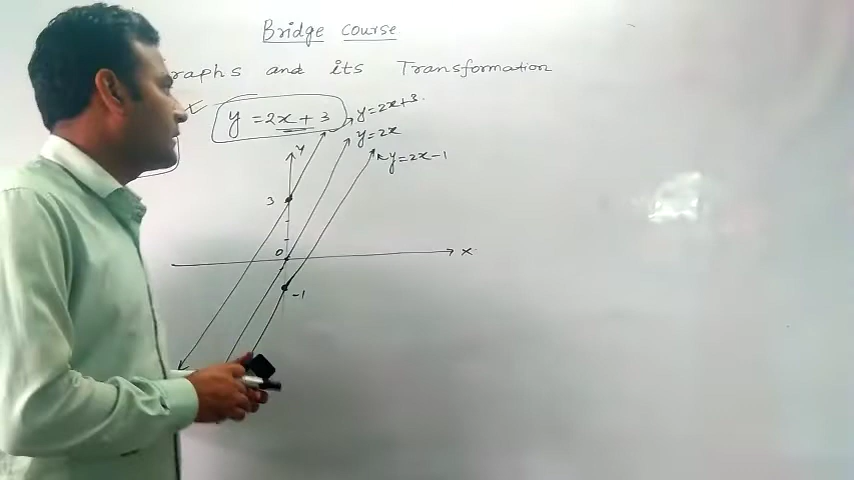 Bridge course
raphs and its Transformation
y = 2x + 3
y=2x+3
y=2x
y=2x-1
Y
3
0
X
-1